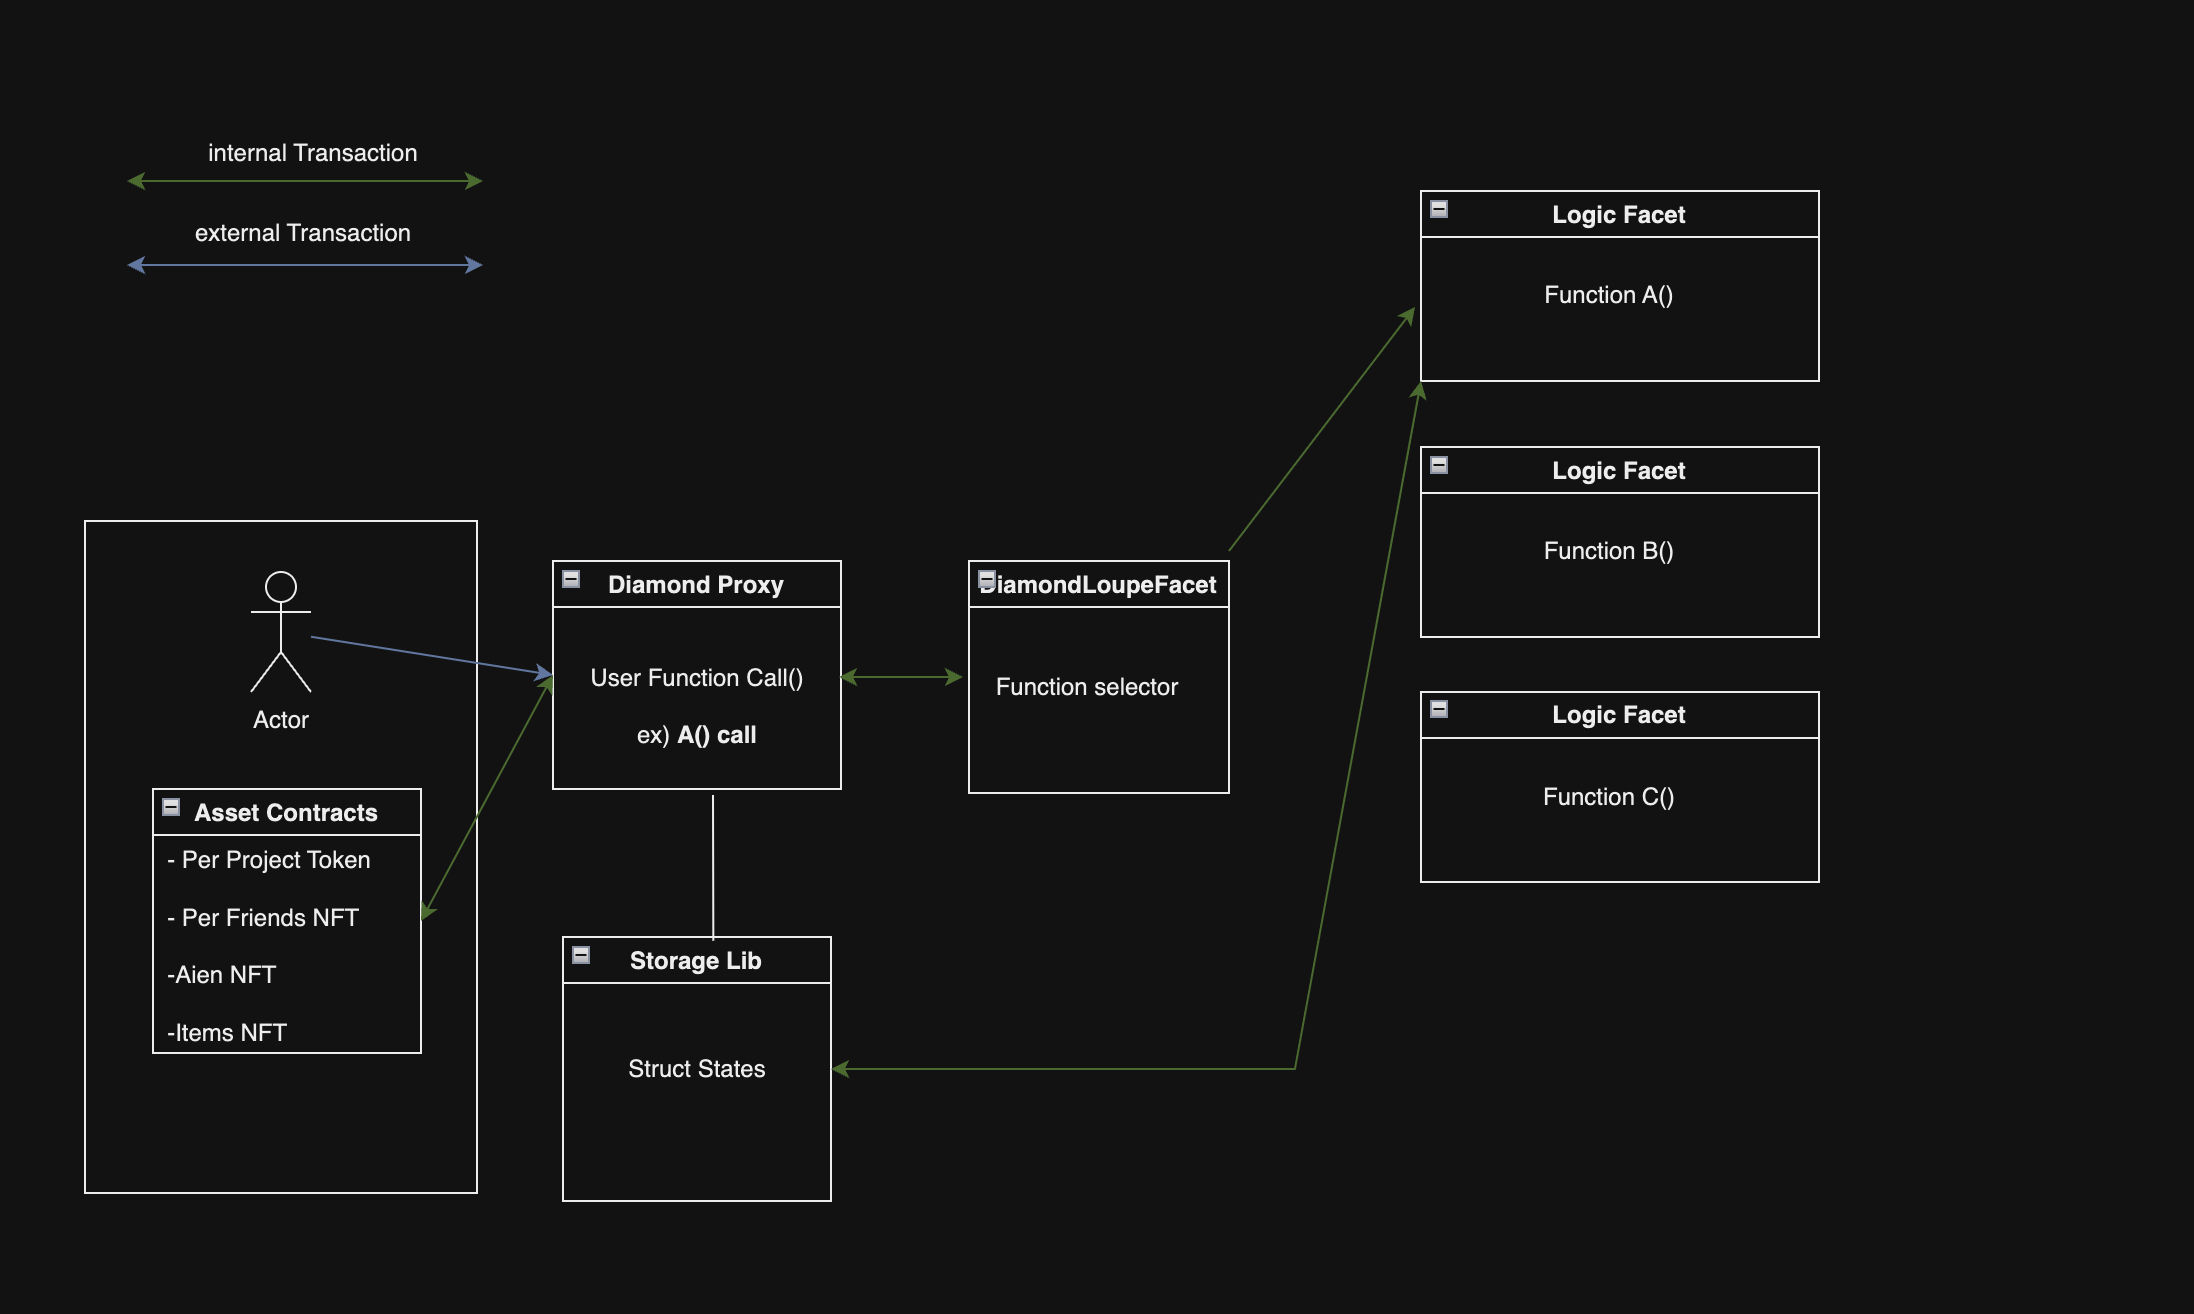 internal Transaction
external Transaction
Actor
Asset Contracts
- Per Project Token
- Per Friends NFT
-Aien NFT
-Items NFT
Diamond Proxy
User Function Call()
ex) A() call
Storage Lib
Struct States
DiamondLoupeFacet
Function selector
Logic Facet
Function A()
Logic Facet
Function B()
Logic Facet
Function C()